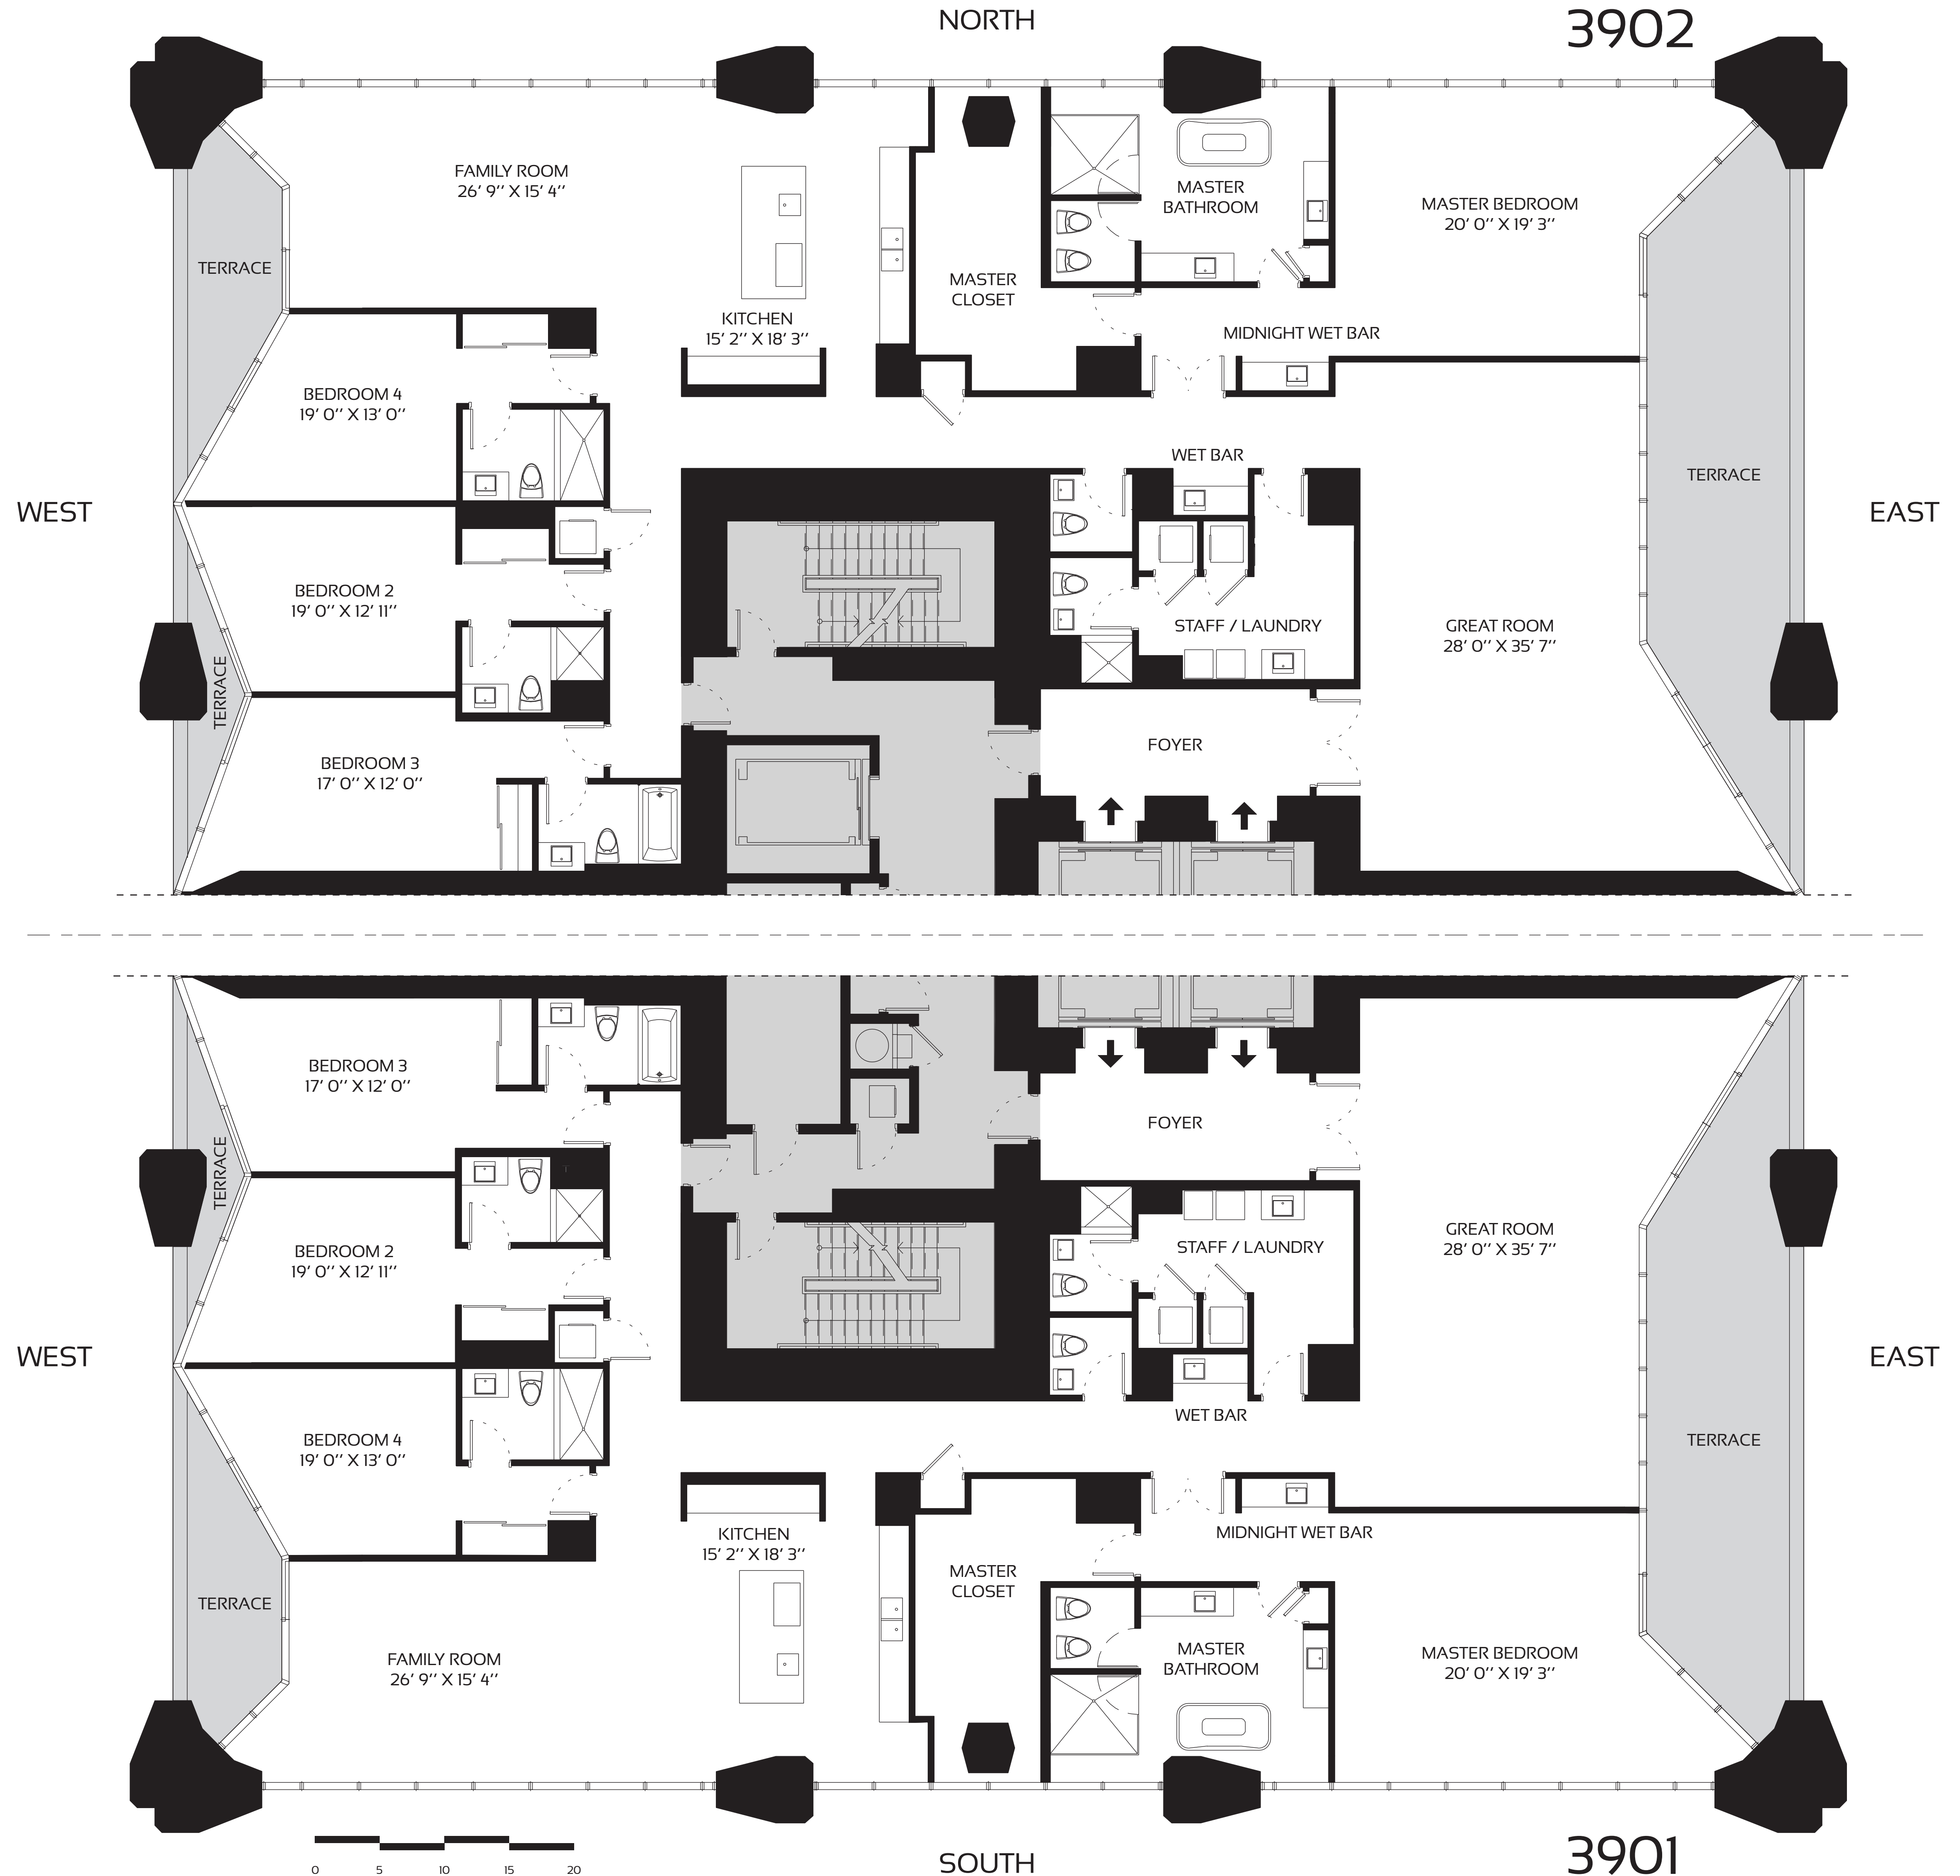 NORTH
3902
FAMILY ROOM
26' 9'' X 15' 4''
MASTER
BATHROOM
MASTER BEDROOM
20' 0'' X 19' 3''
TERRACE
MASTER
CLOSET
KITCHEN
15' 2'' X 18' 3''
MIDNIGHT WET BAR
BEDROOM 4
19' 0'' X 13' 0''
WET BAR
TERRACE
WEST
EAST
BEDROOM 2
19' 0'' X 12' 11''
STAFF / LAUNDRY
GREAT ROOM
28' 0'' X 35' 7''
TERRACE
FOYER
BEDROOM 3
17' 0'' X 12' 0''
BEDROOM 3
17' 0'' X 12' 0''
FOYER
TERRACE
GREAT ROOM
28' 0'' X 35' 7''
BEDROOM 2
19' 0'' X 12' 11''
STAFF / LAUNDRY
WEST
EAST
WET BAR
BEDROOM 4
19' 0'' X 13' 0''
TERRACE
KITCHEN
15' 2'' X 18' 3''
MIDNIGHT WET BAR
MASTER
CLOSET
TERRACE
FAMILY ROOM
26' 9'' X 15' 4''
MASTER
BATHROOM
MASTER BEDROOM
20' 0'' X 19' 3''
0 5 10 15 20
SOUTH
3901